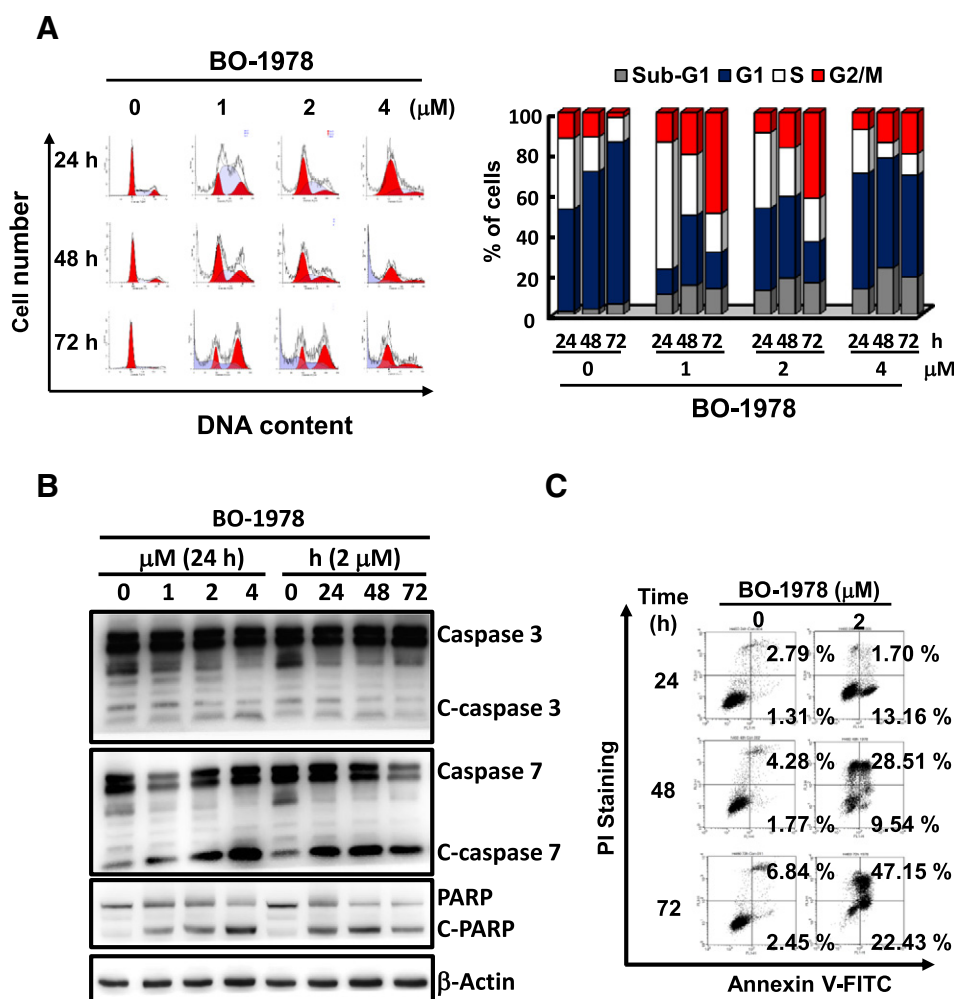 A
BO-1978
0 1 2 4 (μM)
24 h
48 h
72 h
Cell number
DNA content
Sub-G1 G1 S G2/M
100
80
60
40
20
0
% of cells
24 48 72 24 48 72 24 48 72 24 48 72 h
0 1 2 4 μM
BO-1978
B
BO-1978
μM (24 h) h (2 μM)
0 1 2 4 0 24 48 72
Caspase 3
C-caspase 3
Caspase 7
C-caspase 7
PARP
C-PARP
β-Actin
C
Time (h)
BO-1978 (μM)
0 2
24
2.79 % 1.70 %
1.31 % 13.16 %
48
4.28 % 28.51 %
1.77 % 9.54 %
72
6.84 % 47.15 %
2.45 % 22.43 %
PI Staining
Annexin V-FITC